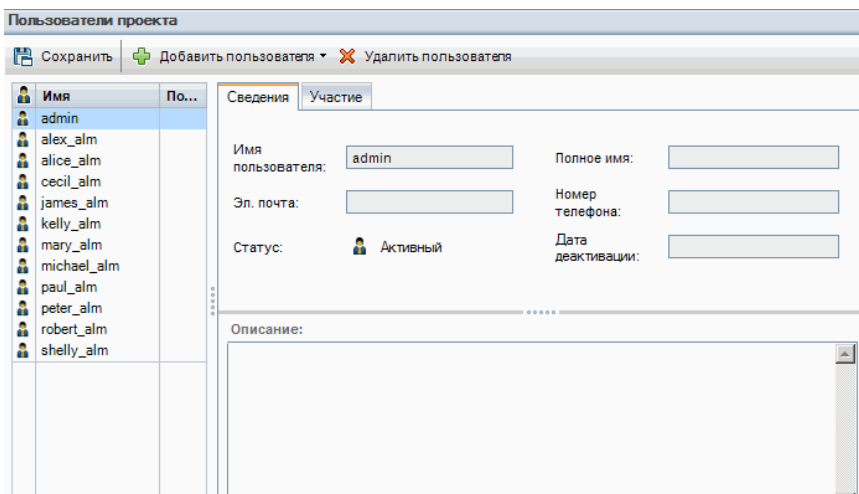 Пользователи проекта
Сохранить Добавить пользователя Удалить пользователя
Имя По...
admin
alex_alm
alice_alm
cecil_alm
james_alm
kelly_alm
mary_alm
michael_alm
paul_alm
peter_alm
robert_alm
shelly_alm
Сведения Участие
Имя пользователя: admin Полное имя:
Эл. почта: Номер телефона:
Статус: Активный Дата деактивации:
Описание: